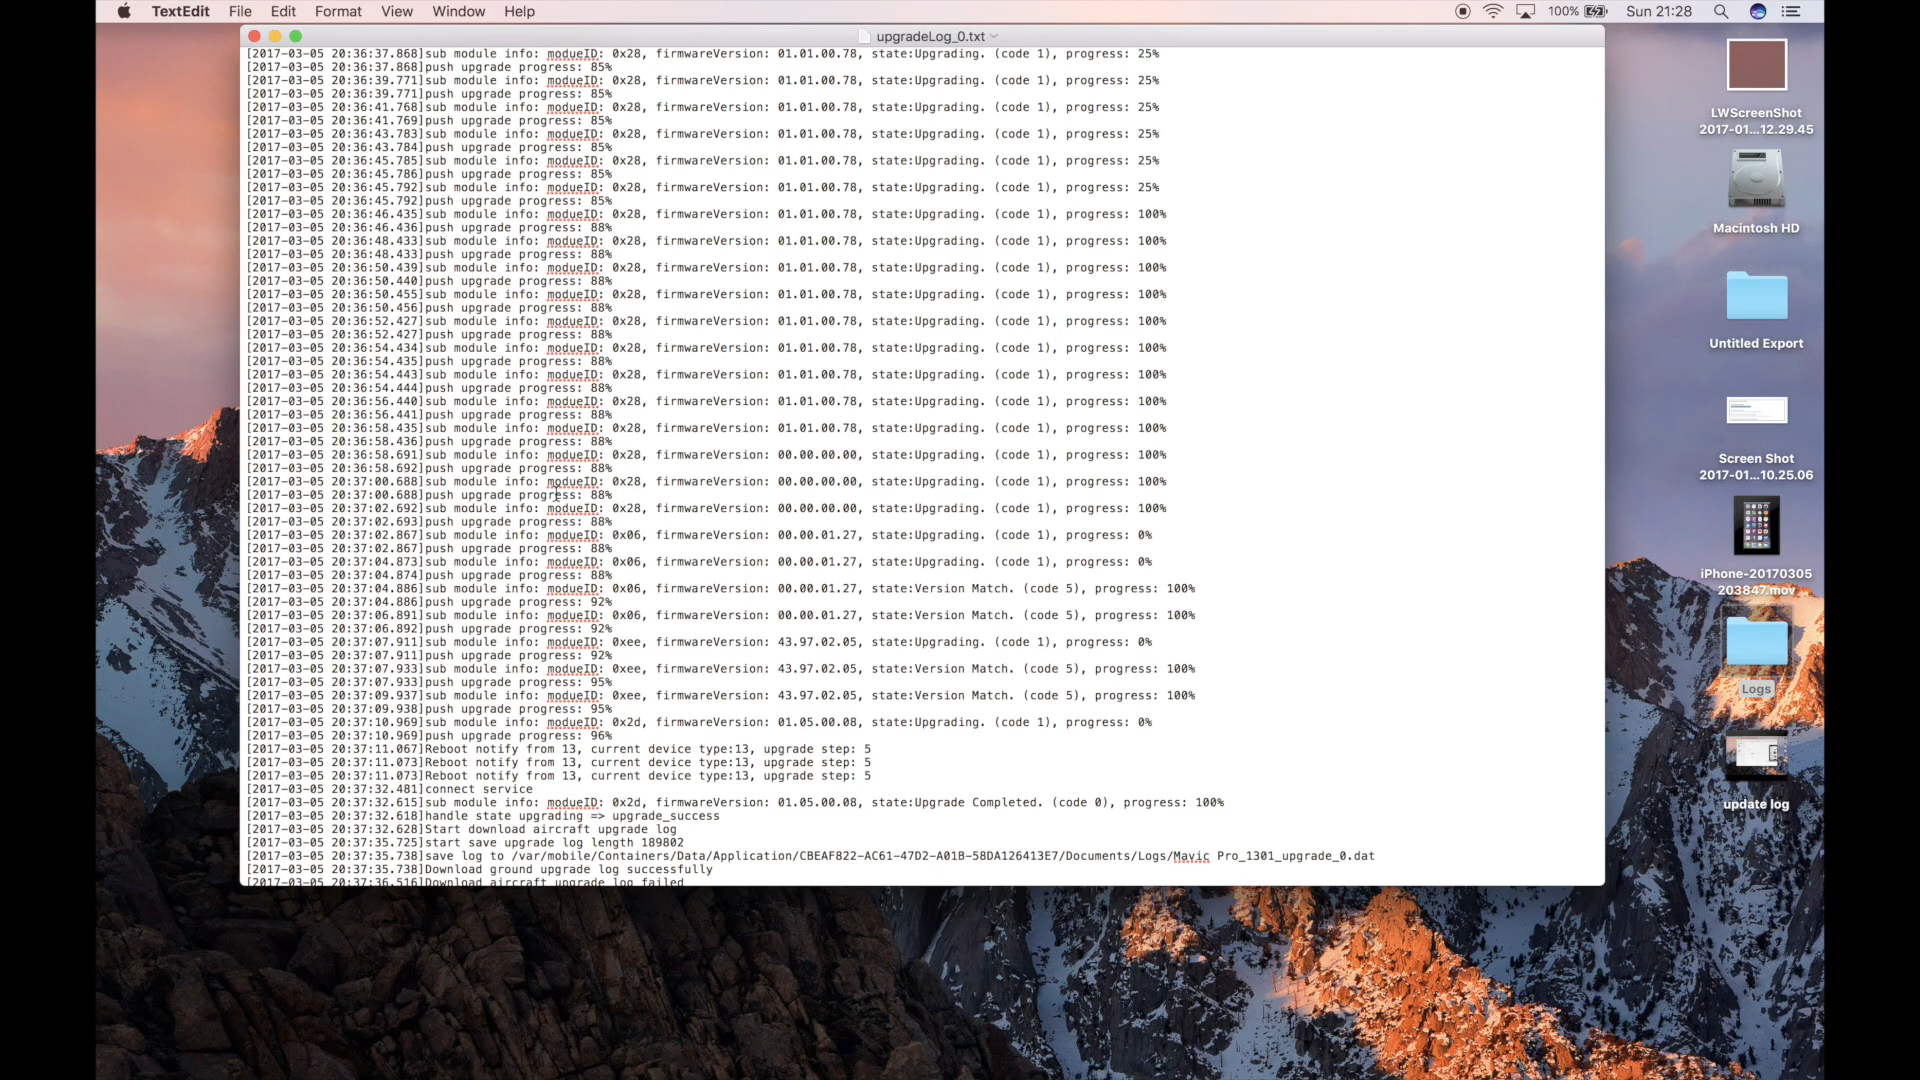 TextEdit File Edit Format View Window Help 100% Sun 21:28
upgradeLog_0.txt
[2017-03-05 20:36:37.868]sub module info: modueID: 0x28, firmwareVersion: 01.01.00.78, state:Upgrading. (code 1), progress: 25%
[2017-03-05 20:36:37.868]push upgrade progress: 85%
[2017-03-05 20:36:39.771]sub module info: modueID: 0x28, firmwareVersion: 01.01.00.78, state:Upgrading. (code 1), progress: 25%
[2017-03-05 20:36:39.771]push upgrade progress: 85%
[2017-03-05 20:36:41.768]sub module info: modueID: 0x28, firmwareVersion: 01.01.00.78, state:Upgrading. (code 1), progress: 25%
[2017-03-05 20:36:41.769]push upgrade progress: 85%
[2017-03-05 20:36:43.783]sub module info: modueID: 0x28, firmwareVersion: 01.01.00.78, state:Upgrading. (code 1), progress: 25%
[2017-03-05 20:36:43.784]push upgrade progress: 85%
[2017-03-05 20:36:45.785]sub module info: modueID: 0x28, firmwareVersion: 01.01.00.78, state:Upgrading. (code 1), progress: 25%
[2017-03-05 20:36:45.786]push upgrade progress: 85%
[2017-03-05 20:36:45.792]sub module info: modueID: 0x28, firmwareVersion: 01.01.00.78, state:Upgrading. (code 1), progress: 25%
[2017-03-05 20:36:45.792]push upgrade progress: 85%
[2017-03-05 20:36:46.435]sub module info: modueID: 0x28, firmwareVersion: 01.01.00.78, state:Upgrading. (code 1), progress: 100%
[2017-03-05 20:36:46.436]push upgrade progress: 88%
[2017-03-05 20:36:48.433]sub module info: modueID: 0x28, firmwareVersion: 01.01.00.78, state:Upgrading. (code 1), progress: 100%
[2017-03-05 20:36:48.433]push upgrade progress: 88%
[2017-03-05 20:36:50.439]sub module info: modueID: 0x28, firmwareVersion: 01.01.00.78, state:Upgrading. (code 1), progress: 100%
[2017-03-05 20:36:50.440]push upgrade progress: 88%
[2017-03-05 20:36:50.455]sub module info: modueID: 0x28, firmwareVersion: 01.01.00.78, state:Upgrading. (code 1), progress: 100%
[2017-03-05 20:36:50.456]push upgrade progress: 88%
[2017-03-05 20:36:52.427]sub module info: modueID: 0x28, firmwareVersion: 01.01.00.78, state:Upgrading. (code 1), progress: 100%
[2017-03-05 20:36:52.427]push upgrade progress: 88%
[2017-03-05 20:36:54.434]sub module info: modueID: 0x28, firmwareVersion: 01.01.00.78, state:Upgrading. (code 1), progress: 100%
[2017-03-05 20:36:54.435]push upgrade progress: 88%
[2017-03-05 20:36:54.443]sub module info: modueID: 0x28, firmwareVersion: 01.01.00.78, state:Upgrading. (code 1), progress: 100%
[2017-03-05 20:36:54.444]push upgrade progress: 88%
[2017-03-05 20:36:56.440]sub module info: modueID: 0x28, firmwareVersion: 01.01.00.78, state:Upgrading. (code 1), progress: 100%
[2017-03-05 20:36:56.441]push upgrade progress: 88%
[2017-03-05 20:36:58.435]sub module info: modueID: 0x28, firmwareVersion: 01.01.00.78, state:Upgrading. (code 1), progress: 100%
[2017-03-05 20:36:58.436]push upgrade progress: 88%
[2017-03-05 20:36:58.691]sub module info: modueID: 0x28, firmwareVersion: 00.00.00.00, state:Upgrading. (code 1), progress: 100%
[2017-03-05 20:36:58.692]push upgrade progress: 88%
[2017-03-05 20:37:00.688]sub module info: modueID: 0x28, firmwareVersion: 00.00.00.00, state:Upgrading. (code 1), progress: 100%
[2017-03-05 20:37:00.688]push upgrade progress: 88%
[2017-03-05 20:37:02.692]sub module info: modueID: 0x28, firmwareVersion: 00.00.00.00, state:Upgrading. (code 1), progress: 100%
[2017-03-05 20:37:02.693]push upgrade progress: 88%
[2017-03-05 20:37:02.867]sub module info: modueID: 0x06, firmwareVersion: 00.00.01.27, state:Upgrading. (code 1), progress: 0%
[2017-03-05 20:37:02.867]push upgrade progress: 88%
[2017-03-05 20:37:04.873]sub module info: modueID: 0x06, firmwareVersion: 00.00.01.27, state:Upgrading. (code 1), progress: 0%
[2017-03-05 20:37:04.874]push upgrade progress: 88%
[2017-03-05 20:37:04.886]sub module info: modueID: 0x06, firmwareVersion: 00.00.01.27, state:Version Match. (code 5), progress: 100%
[2017-03-05 20:37:04.886]push upgrade progress: 92%
[2017-03-05 20:37:06.891]sub module info: modueID: 0x06, firmwareVersion: 00.00.01.27, state:Version Match. (code 5), progress: 100%
[2017-03-05 20:37:06.892]push upgrade progress: 92%
[2017-03-05 20:37:07.911]sub module info: modueID: 0xee, firmwareVersion: 43.97.02.05, state:Upgrading. (code 1), progress: 0%
[2017-03-05 20:37:07.911]push upgrade progress: 92%
[2017-03-05 20:37:07.933]sub module info: modueID: 0xee, firmwareVersion: 43.97.02.05, state:Version Match. (code 5), progress: 100%
[2017-03-05 20:37:07.933]push upgrade progress: 95%
[2017-03-05 20:37:09.937]sub module info: modueID: 0xee, firmwareVersion: 43.97.02.05, state:Version Match. (code 5), progress: 100%
[2017-03-05 20:37:09.938]push upgrade progress: 95%
[2017-03-05 20:37:10.969]sub module info: modueID: 0x2d, firmwareVersion: 01.05.00.08, state:Upgrading. (code 1), progress: 0%
[2017-03-05 20:37:10.969]push upgrade progress: 96%
[2017-03-05 20:37:11.067]Reboot notify from 13, current device type:13, upgrade step: 5
[2017-03-05 20:37:11.073]Reboot notify from 13, current device type:13, upgrade step: 5
[2017-03-05 20:37:11.073]Reboot notify from 13, current device type:13, upgrade step: 5
[2017-03-05 20:37:32.481]connect service
[2017-03-05 20:37:32.615]sub module info: modueID: 0x2d, firmwareVersion: 01.05.00.08, state:Upgrade Completed. (code 0), progress: 100%
[2017-03-05 20:37:32.618]handle state upgrading => upgrade_success
[2017-03-05 20:37:32.628]Start download aircraft upgrade log
[2017-03-05 20:37:35.725]start save upgrade log length 189802
[2017-03-05 20:37:35.738]save log to /var/mobile/Containers/Data/Application/CBEAF822-AC61-47D2-A01B-58DA126413E7/Documents/Logs/Mavic Pro_1301_upgrade_0.dat
[2017-03-05 20:37:35.738]Download ground upgrade log successfully
[2017-03-05 20:37:36.516]Download aircraft upgrade log failed
LWScreenShot
2017-01...12.29.45
Macintosh HD
Untitled Export
Screen Shot
2017-01...10.25.06
iPhone-20170305
203847.mov
Logs
update log